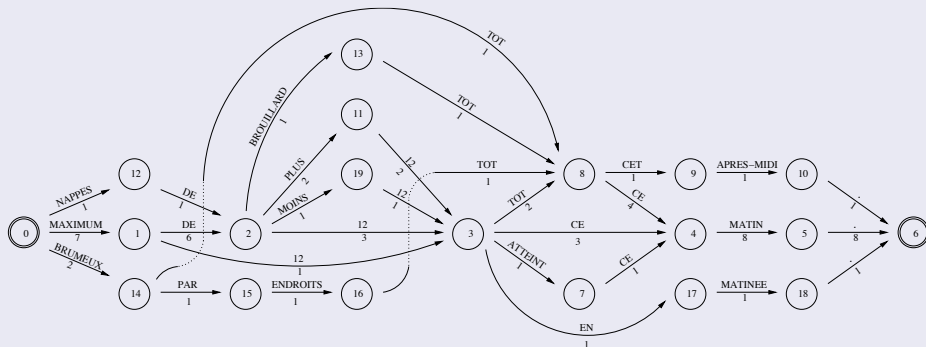 TOT
1
13
BROUILLARD
1
TOT
1
11
PLUS
2
12
2
NAPPES
1
12
DE
1
MOINS
1
19
12
1
TOT
1
8
CET
1
9
APRES-MIDI
1
10
.
1
TOT
2
CE
4
0
MAXIMUM
7
1
DE
6
2
12
3
3
CE
3
4
MATIN
8
5
.
8
6
12
1
BRUMEUX
2
14
PAR
1
15
ENDROITS
1
16
ATTEINT
1
7
CE
1
17
MATINEE
1
18
.
1
EN
1